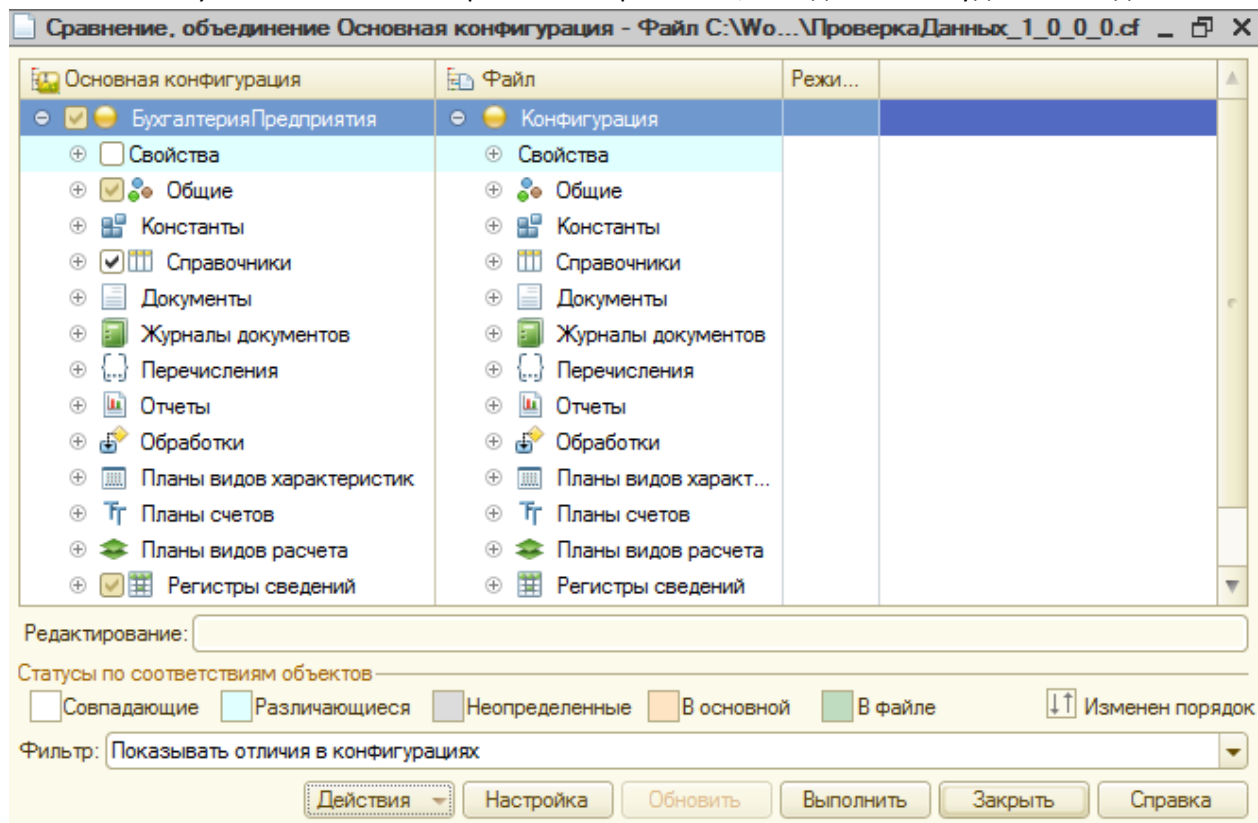 Сравнение, объединение Основная конфигурация - Файл C:\Wo...\ПроверкаДанных_1_0_0_0.cf
Основная конфигурация Файл Режи...
БухгалтерияПредприятия Конфигурация
Свойства Свойства
Общие Общие
Константы Константы
Справочники Справочники
Документы Документы
Журналы документов Журналы документов
Перечисления Перечисления
Отчеты Отчеты
Обработки Обработки
Планы видов характеристик Планы видов характ...
Планы счетов Планы счетов
Планы видов расчета Планы видов расчета
Регистры сведений Регистры сведений
Редактирование:
Статусы по соответствиям объектов
Совпадающие Различающиеся Неопределенные В основной В файле Изменен порядок
Фильтр: Показывать отличия в конфигурациях
Действия Настройка Обновить Выполнить Закрыть Справка